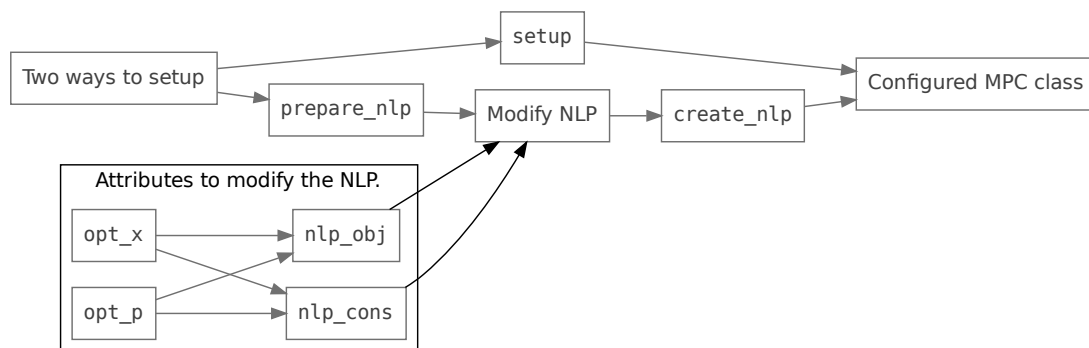 setup
Two ways to setup
Configured MPC class
prepare_nlp
Modify NLP
create_nlp
Attributes to modify the NLP.
opt_x
nlp_obj
opt_p
nlp_cons